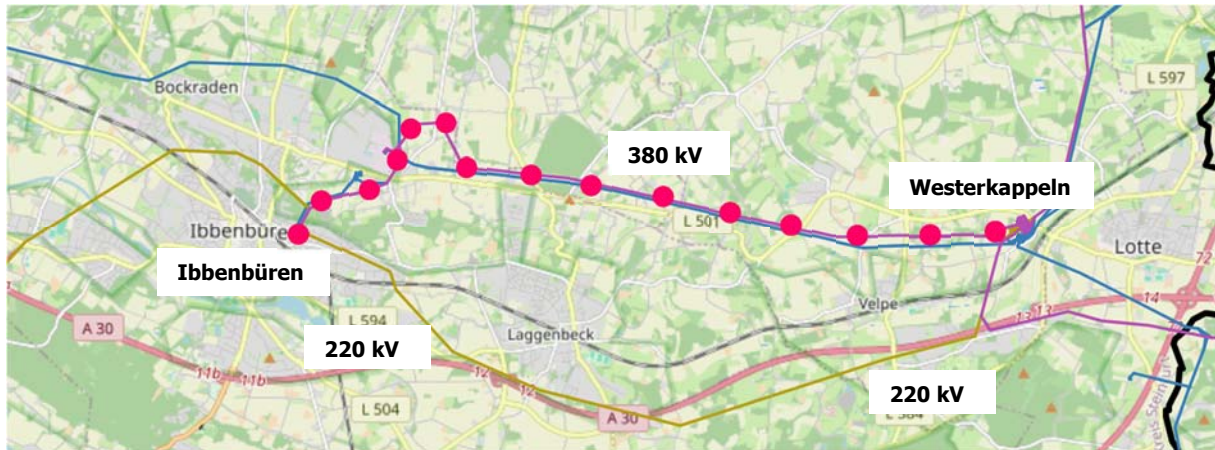 L 597
Bockraden
380 kV
Westerkappeln
L 501
Ibbenbüre
Lotte
72
Ibbenbüren
14
13
13
Velpe
A 30
L 594
Laggenbeck
220 kV
11b
11b
12
12
220 kV
L 504
A 30
L 584